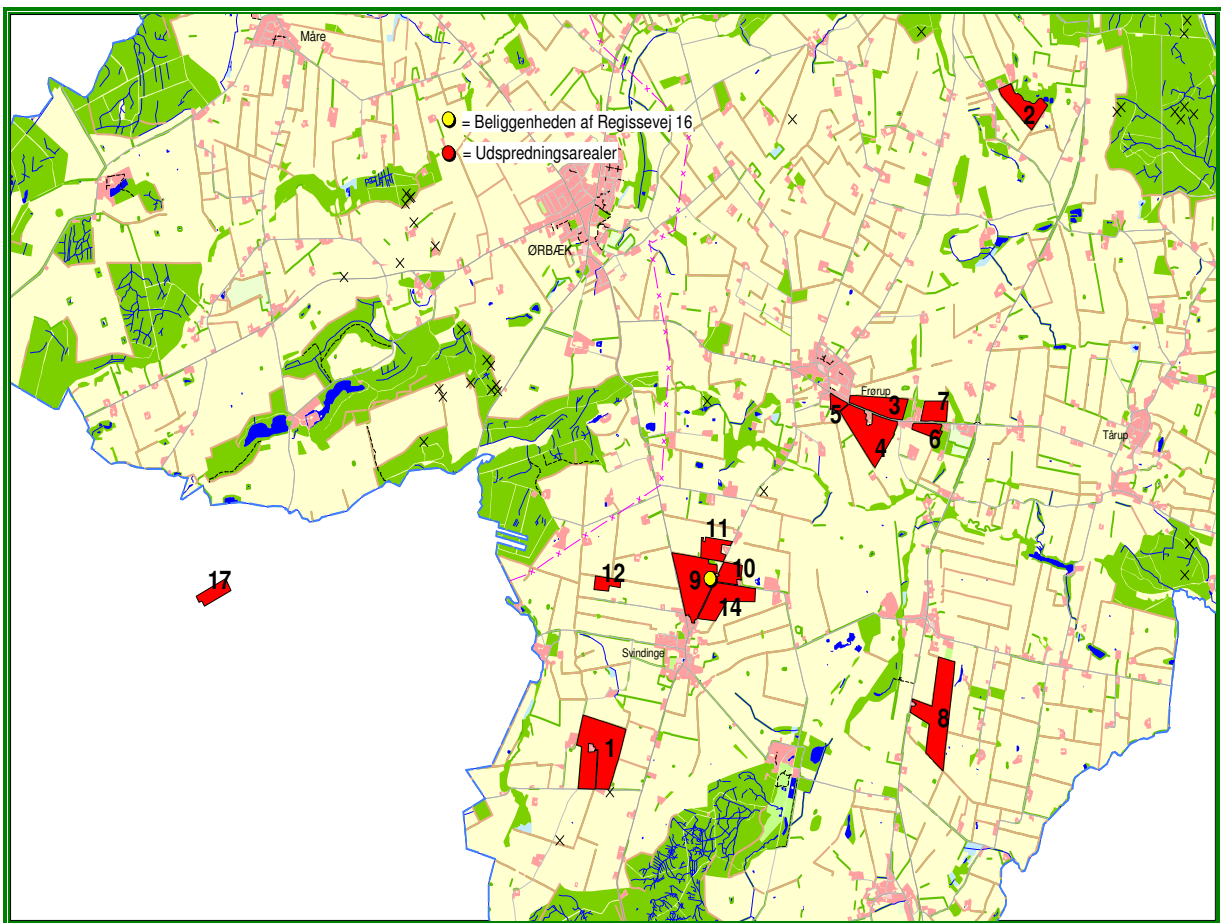 Måre
2
= Beliggenheden af Regissevej 16
= Udspredningsarealer
ØRBÆK
Frørup
3
7
5
4
6
Tårup
11
12
9
10
14
17
Svindinge
8
1